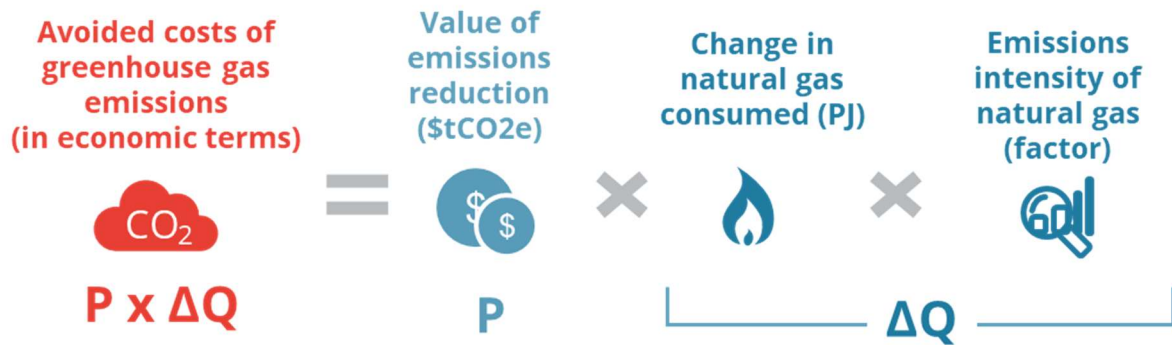 Avoided costs of
greenhouse gas
emissions
(in economic terms)
CO₂
P x ΔQ
=
Value of
emissions
reduction
($tCO2e)
$
$
P
×
Change in
natural gas
consumed (PJ)
×
Emissions
intensity of
natural gas
(factor)
ΔQ